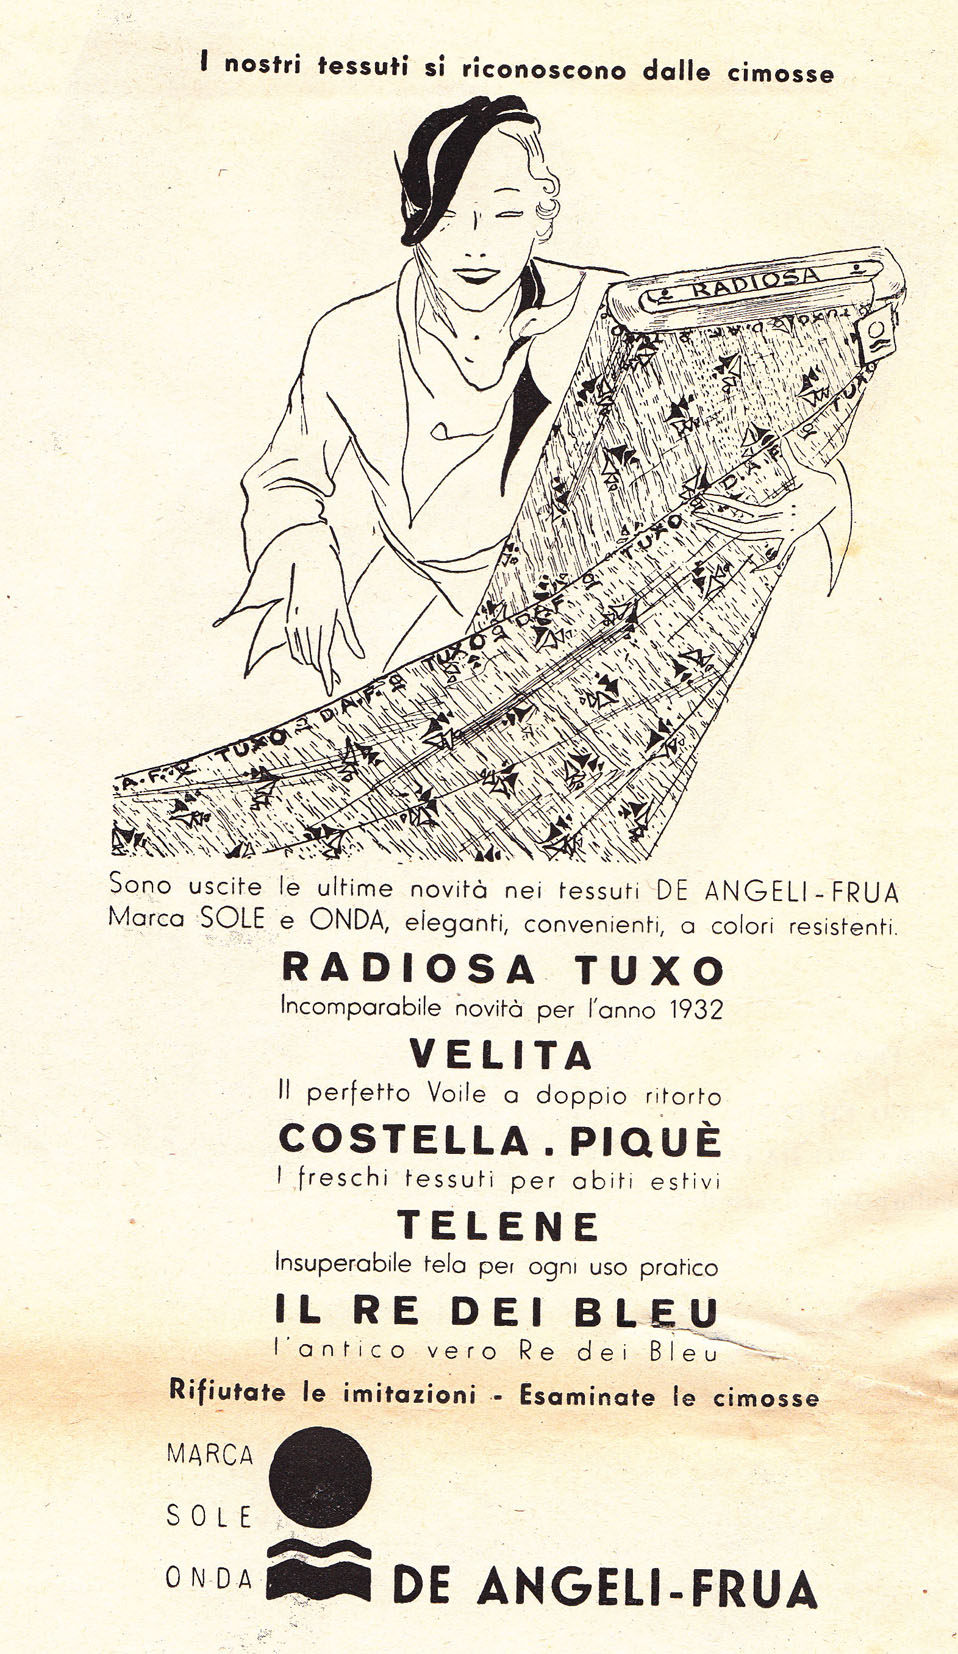 I nostri tessuti si riconoscono dalle cimosse
RADIOSA
TUXO
D.A.F.
TUXO
D.A.F.
TUXO
D.A.F.
TUXO
.A.F.
Sono uscite le ultime novità nei tessuti DE ANGELI-FRUA
Marca SOLE e ONDA, eleganti, convenienti, a colori resistenti.
RADIOSA TUXO
Incomparabile novità per l'anno 1932
VELITA
Il perfetto Voile a doppio ritorto
COSTELLA . PIQUÈ
I freschi tessuti per abiti estivi
TELENE
Insuperabile tela per ogni uso pratico
IL RE DEI BLEU
l'antico vero Re dei Bleu
Rifiutate le imitazioni - Esaminate le cimosse
MARCA
SOLE
ONDA
DE ANGELI-FRUA